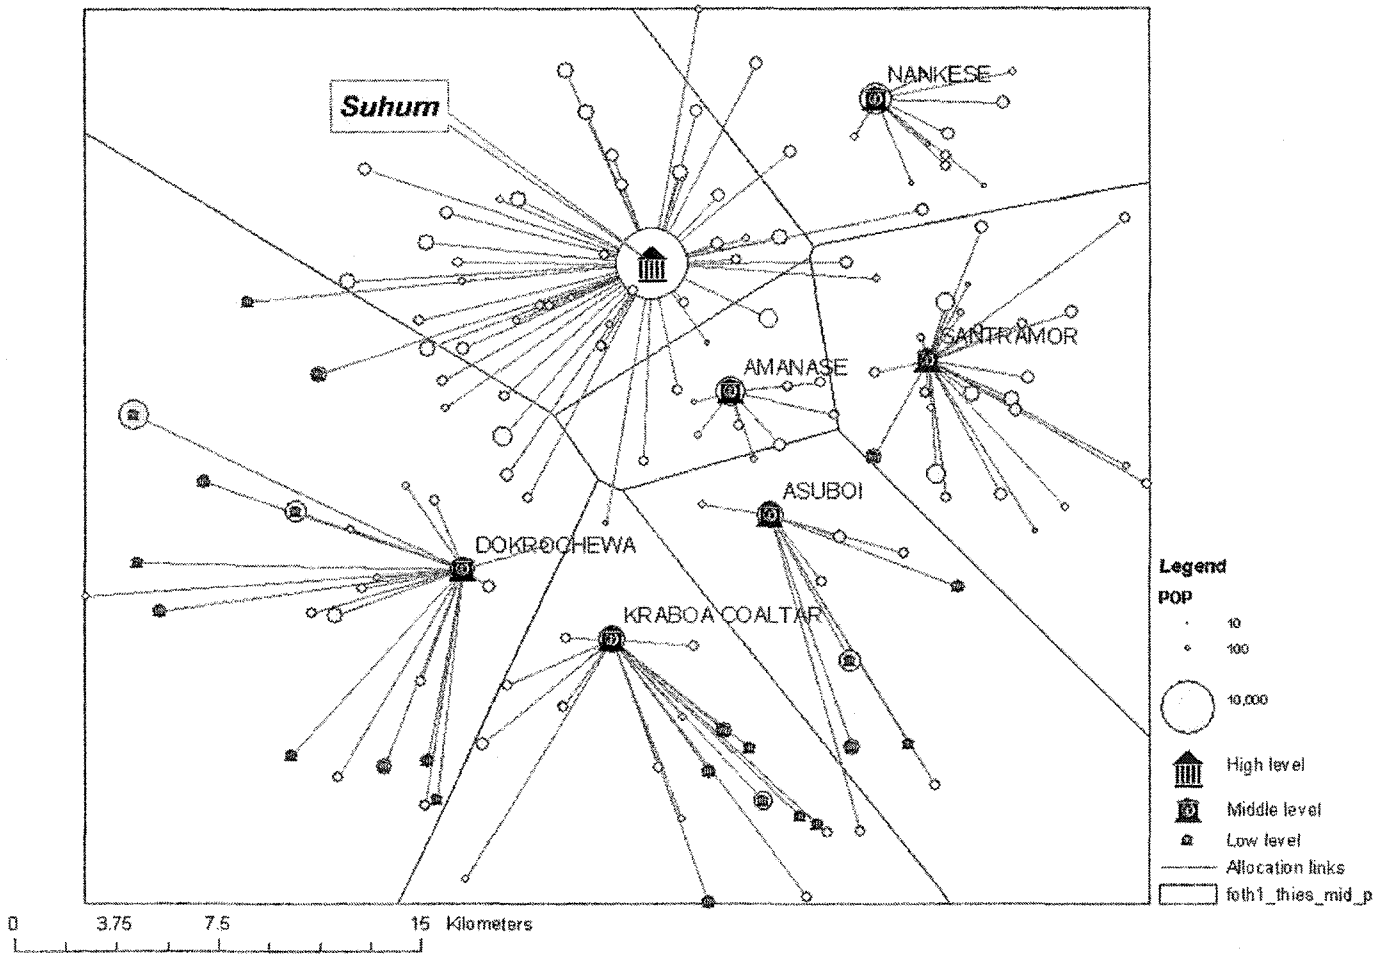 NANKESE
Suhum
SANTRAMOR
AMANASE
ASUBOI
DOKROCHEWA
KRABOA COALTAR
Legend
POP
10
100
10,000
High level
Middle level
Low level
Allocation links
foth1_thies_mid_p
0 3.75 7.5 15 Kilometers